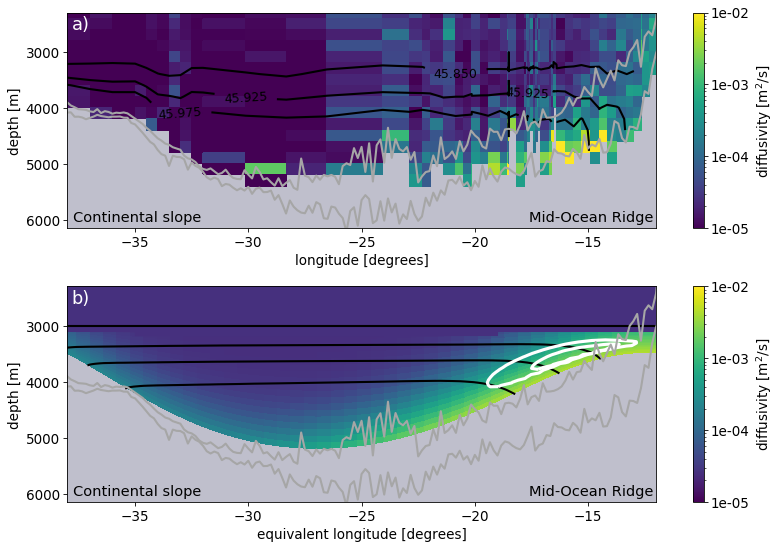 a)
3000
4000
5000
6000
depth [m]
45.850
45.925
45.925
45.975
Continental slope
Mid-Ocean Ridge
−35
−30
−25
−20
−15
longitude [degrees]
1e-02
1e-03
1e-04
1e-05
diffusivity [m²/s]
b)
3000
4000
5000
6000
depth [m]
Continental slope
Mid-Ocean Ridge
−35
−30
−25
−20
−15
equivalent longitude [degrees]
1e-02
1e-03
1e-04
1e-05
diffusivity [m²/s]